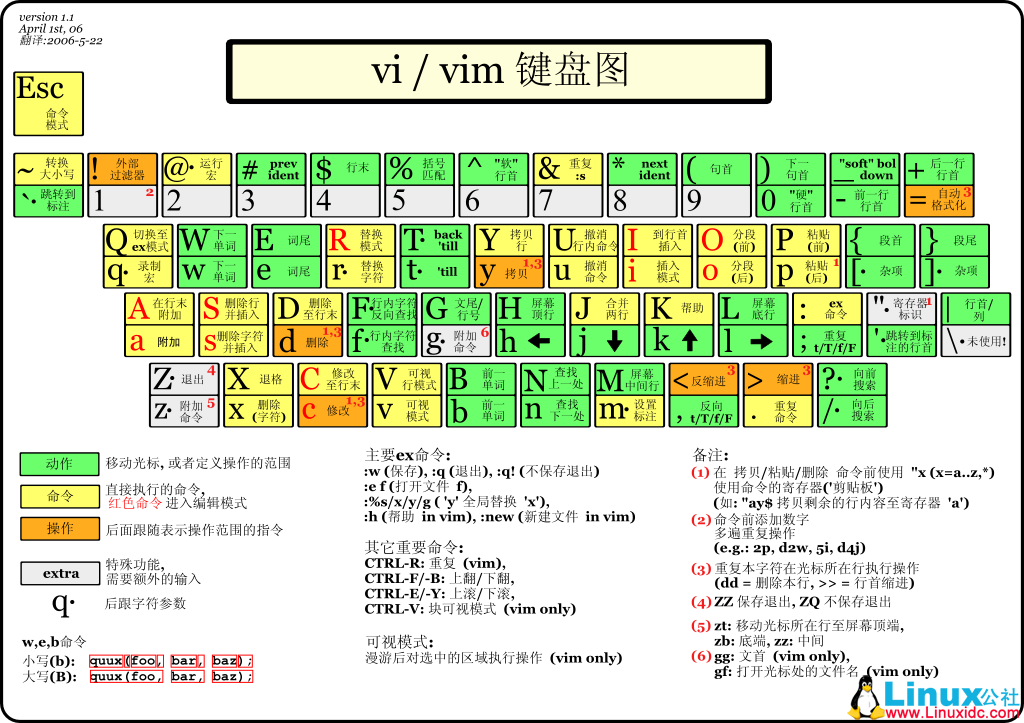 version 1.1
April 1st, 06
翻译:2006-5-22
vi / vim 键盘图
Esc
命令
模式
~ 转换
大小写
`· 跳转到
标注
! 外部
过滤器
1 2
@· 运行
宏
2
# prev
ident
3
$ 行末
4
% 括号
匹配
5
^ "软"
行首
6
& 重复
:s
7
* next
ident
8
( 句首
9
) 下一
句首
0 "硬"
行首
_ "soft" bol
down
- 前一行
行首
+ 后一行
行首
= 自动 3
格式化
Q 切换至
ex模式
q· 录制
宏
W 下一
单词
w 下一
单词
E 词尾
e 词尾
R 替换
模式
r· 替换
字符
T· back
'till
t· 'till
Y 拷贝
行
y 拷贝 1,3
U 撤消
行内命令
u 撤消
命令
I 到行首
插入
i 插入
模式
O 分段
(前)
o 分段
(后)
P 粘贴
(前)
p 粘贴 1
(后)
{ 段首
[· 杂项
} 段尾
]· 杂项
A 在行末
附加
a 附加
S 删除行
并插入
s 删除字符
并插入
D 删除
至行末
d 删除 1,3
F· 行内字符
反向查找
f· 行内字符
查找
G 文尾/
行号
g· 附加 6
命令
H 屏幕
顶行
h ←
J 合并
两行
j ↓
K 帮助
k ↑
L 屏幕
底行
l →
: ex
命令
; 重复
t/T/f/F
"· 寄存器 1
标识
'· 跳转到标
注的行首
| 行首/
列
\· 未使用!
Z· 退出 4
z· 附加 5
命令
X 退格
x 删除
(字符)
C 修改
至行末
c 修改 1,3
V 可视
行模式
v 可视
模式
B 前一
单词
b 前一
单词
N 查找
上一处
n 查找
下一处
M 屏幕
中间行
m· 设置
标注
< 反缩进 3
, 反向
t/T/f/F
> 缩进 3
. 重复
命令
?· 向前
搜索
/· 向后
搜索
动作 移动光标, 或者定义操作的范围
命令 直接执行的命令,
红色命令 进入编辑模式
操作 后面跟随表示操作范围的指令
extra 特殊功能,
需要额外的输入
q· 后跟字符参数
w,e,b命令
小写(b): quux(foo, bar, baz);
大写(B): quux(foo, bar, baz);
主要ex命令:
:w (保存), :q (退出), :q! (不保存退出)
:e f (打开文件 f),
:%s/x/y/g ( 'y' 全局替换 'x'),
:h (帮助 in vim), :new (新建文件 in vim)
其它重要命令:
CTRL-R: 重复 (vim),
CTRL-F/-B: 上翻/下翻,
CTRL-E/-Y: 上滚/下滚,
CTRL-V: 块可视模式 (vim only)
可视模式:
漫游后对选中的区域执行操作 (vim only)
备注:
(1) 在 拷贝/粘贴/删除 命令前使用 "x (x=a..z,*)
使用命令的寄存器('剪贴板')
(如: "ay$ 拷贝剩余的行内容至寄存器 'a')
(2) 命令前添加数字
多遍重复操作
(e.g.: 2p, d2w, 5i, d4j)
(3) 重复本字符在光标所在行执行操作
(dd = 删除本行, >> = 行首缩进)
(4) ZZ 保存退出, ZQ 不保存退出
(5) zt: 移动光标所在行至屏幕顶端,
zb: 底端, zz: 中间
(6) gg: 文首 (vim only),
gf: 打开光标处的文件名 (vim only)
Linux公社
www.Linuxidc.com